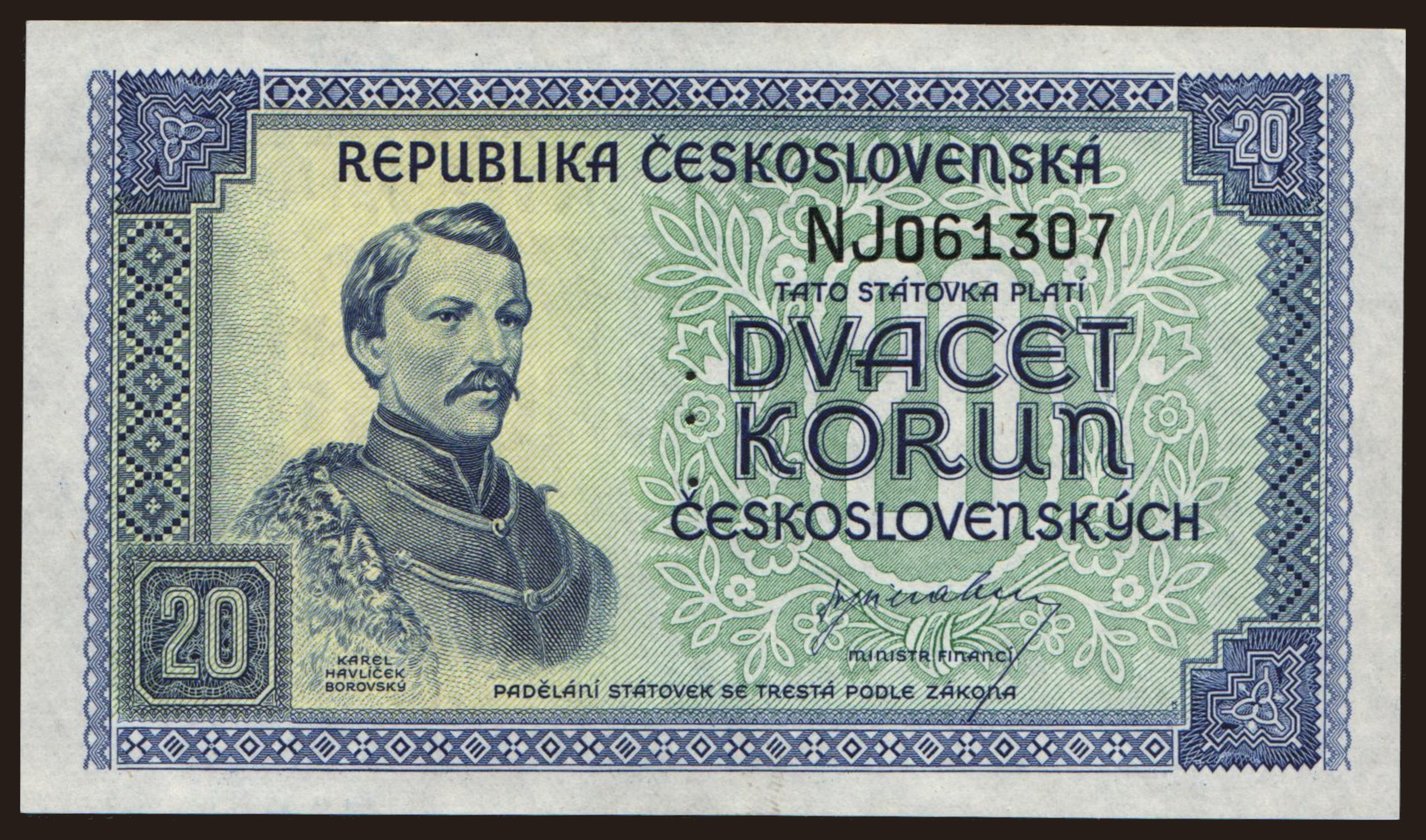 REPUBLIKA ČESKOSLOVENSKÁ
20
NJ061307
TATO STÁTOVKA PLATÍ
DVACET
KORUN
ČESKOSLOVENSKÝCH
20
MINISTR FINANCÍ
KAREL
HAVLÍČEK
BOROVSKÝ
PADĚLÁNÍ STÁTOVEK SE TRESTÁ PODLE ZÁKONA
20